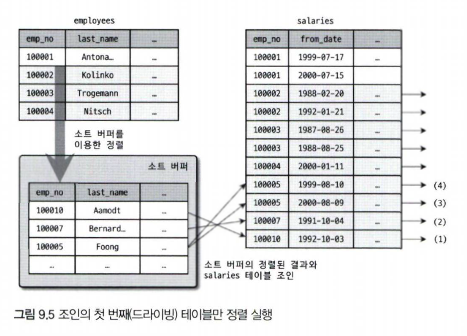 employees
emp_no last_name …
100001 Antona… …
100002 Kolinko …
100003 Trogemann …
100004 Nitsch …
소트 버퍼를
이용한 정렬
소트 버퍼
emp_no last_name …
100010 Aamodt …
100007 Bernard… …
100005 Foong …
… … …
salaries
emp_no from_date …
100001 1999-07-17 …
100001 2000-07-15
100002 1988-02-20 …
100002 1992-01-21 …
100003 1987-08-26 …
100003 1988-08-25 …
100004 2000-01-11 …
100005 1999-08-10 … (4)
100005 2000-08-09 … (3)
100007 1991-10-04 … (2)
100010 1992-10-03 … (1)
소트 버퍼의 정렬된 결과와
salaries 테이블 조인
그림 9.5 조인의 첫 번째(드라이빙) 테이블만 정렬 실행